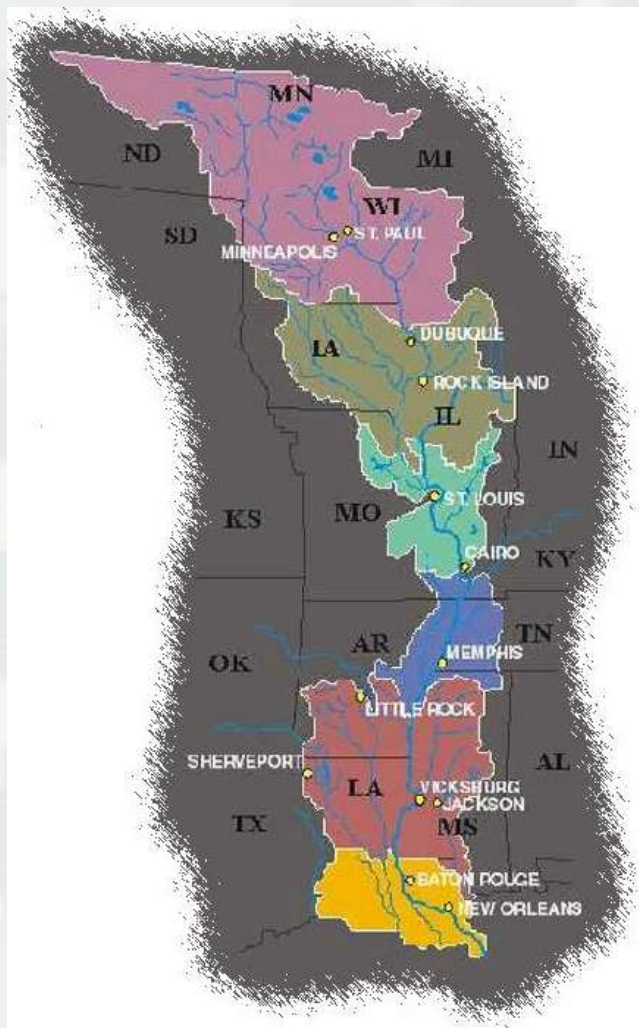 MN
ND
MI
WI
SD
ST. PAUL
MINNEAPOLIS
DUBUQUE
IA
ROCK ISLAND
IL
IN
ST. LOUIS
MO
KS
CAIRO
KY
TN
AR
MEMPHIS
OK
LITTLE ROCK
SHERVEPORT
AL
LA
VICKSBURG
JACKSON
TX
MS
BATON ROUGE
NEW ORLEANS